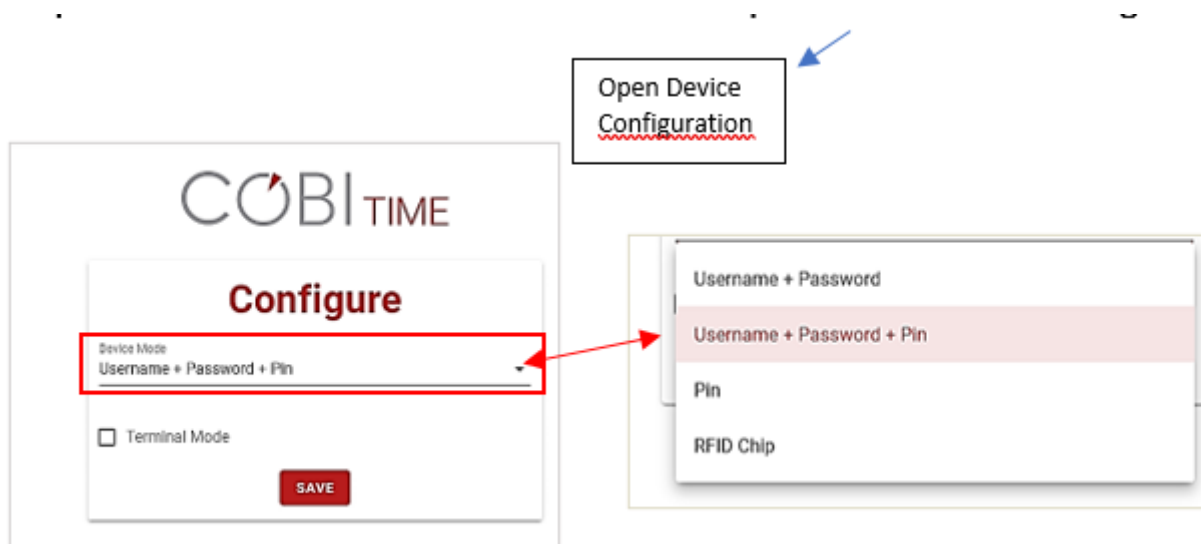 Open Device
Configuration
COBI TIME
Configure
Device Mode
Username + Password + Pin
Terminal Mode
SAVE
Username + Password
Username + Password + Pin
Pin
RFID Chip